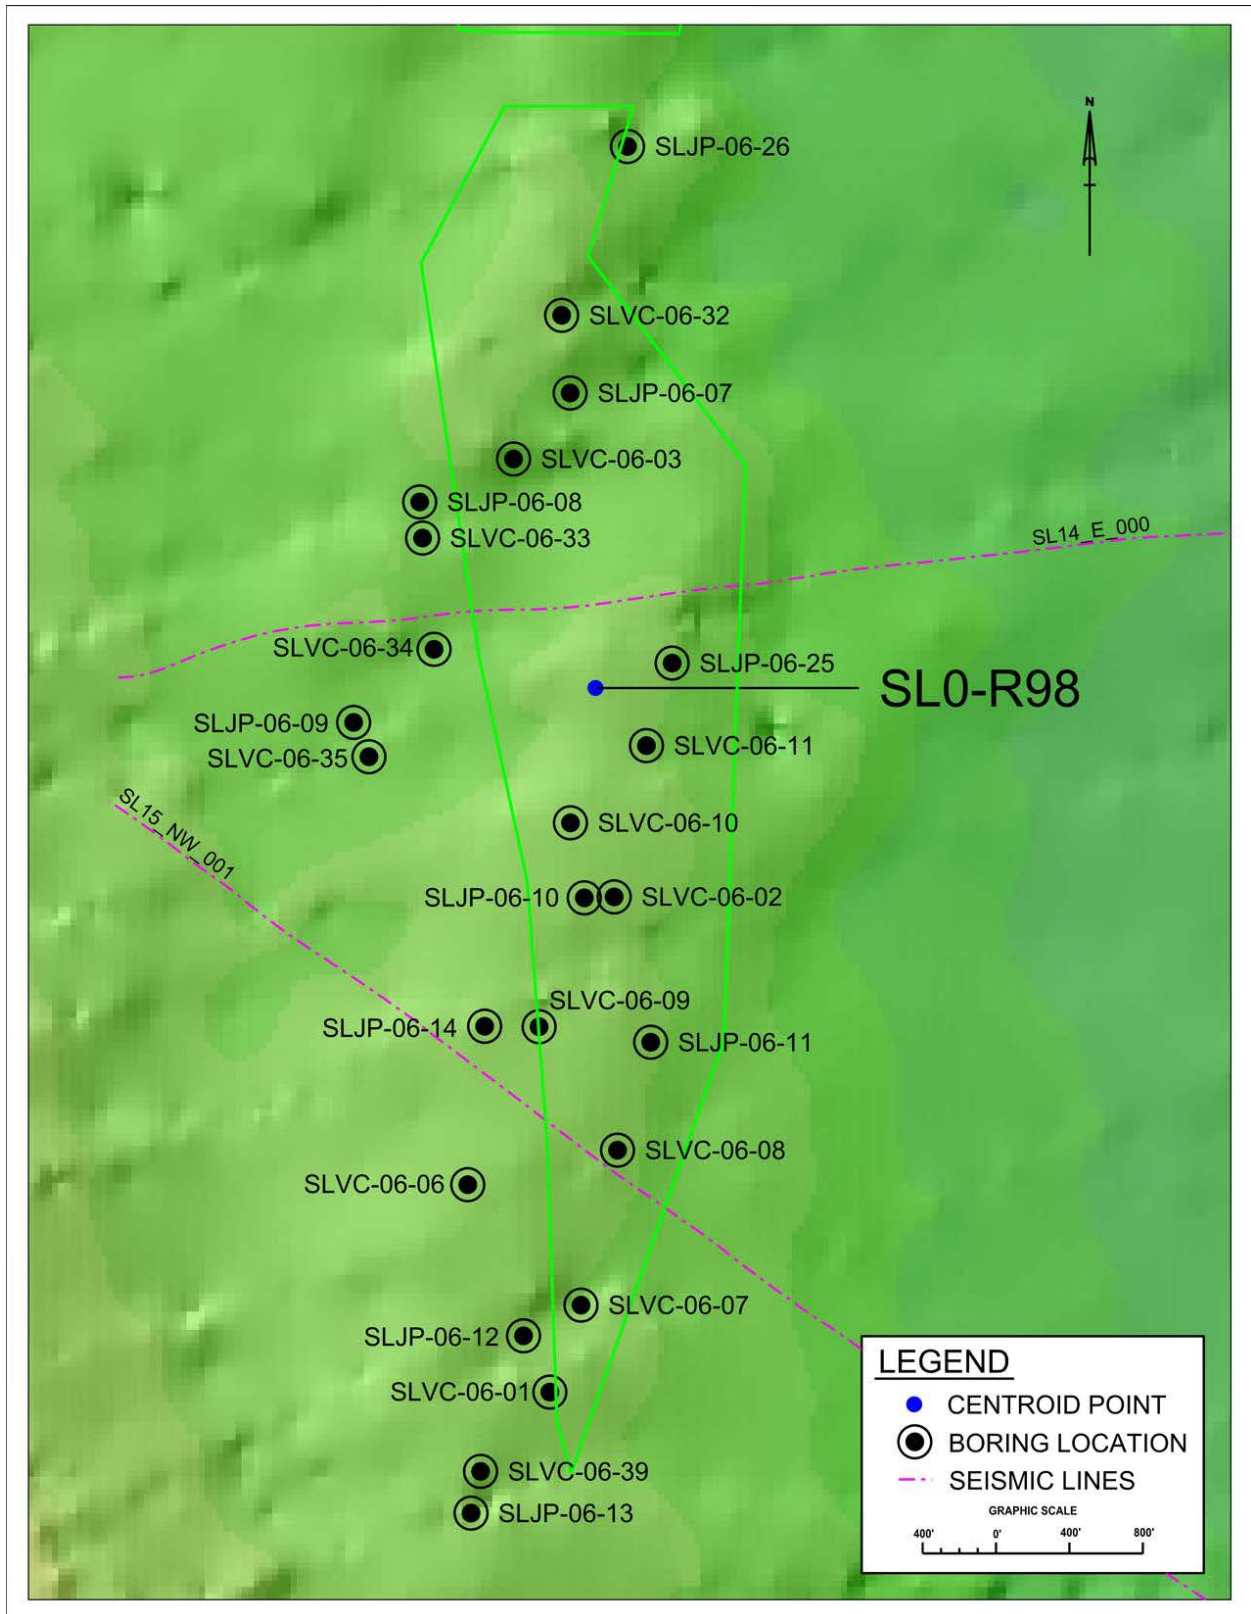 N
SLJP-06-26
SLVC-06-32
SLJP-06-07
SLVC-06-03
SLJP-06-08
SLVC-06-33
SL14_E_000
SLVC-06-34
SLJP-06-25
SL0-R98
SLJP-06-09
SLVC-06-11
SLVC-06-35
SL15_NW_001
SLVC-06-10
SLJP-06-10
SLVC-06-02
SLVC-06-09
SLJP-06-14
SLJP-06-11
SLVC-06-08
SLVC-06-06
SLVC-06-07
SLJP-06-12
SLVC-06-01
SLVC-06-39
SLJP-06-13
LEGEND
CENTROID POINT
BORING LOCATION
SEISMIC LINES
GRAPHIC SCALE
400' 0' 400' 800'